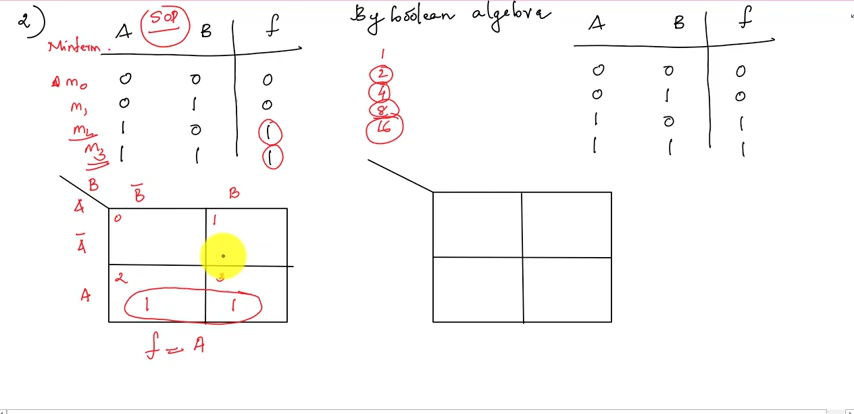 2)
SOP
Minterm.
A B f
m0 0 0 0
m1 0 1 0
m2 1 0 1
m3 1 1 1
B
A
B̅ B
A̅ 0 1
A 2 3
1 1
f = A
By boolean algebra
1
2
4
8
16
A B f
0 0 0
0 1 0
1 0 1
1 1 1